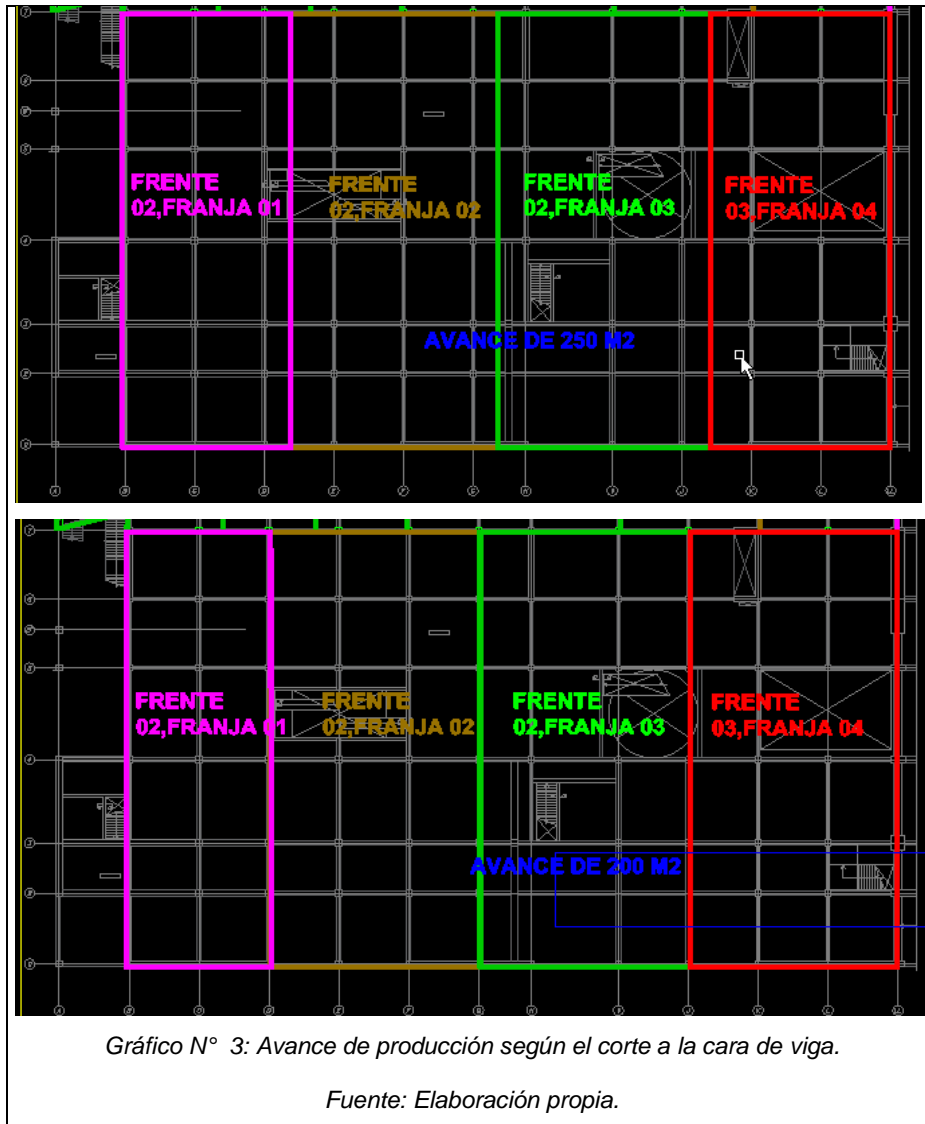 FRENTE
02,FRANJA 01
FRENTE
02,FRANJA 02
FRENTE
02,FRANJA 03
FRENTE
03,FRANJA 04
AVANCE DE 250 M2
FRENTE
02,FRANJA 01
FRENTE
02,FRANJA 02
FRENTE
02,FRANJA 03
FRENTE
03,FRANJA 04
AVANCE DE 200 M2
Gráfico N° 3: Avance de producción según el corte a la cara de viga.
Fuente: Elaboración propia.